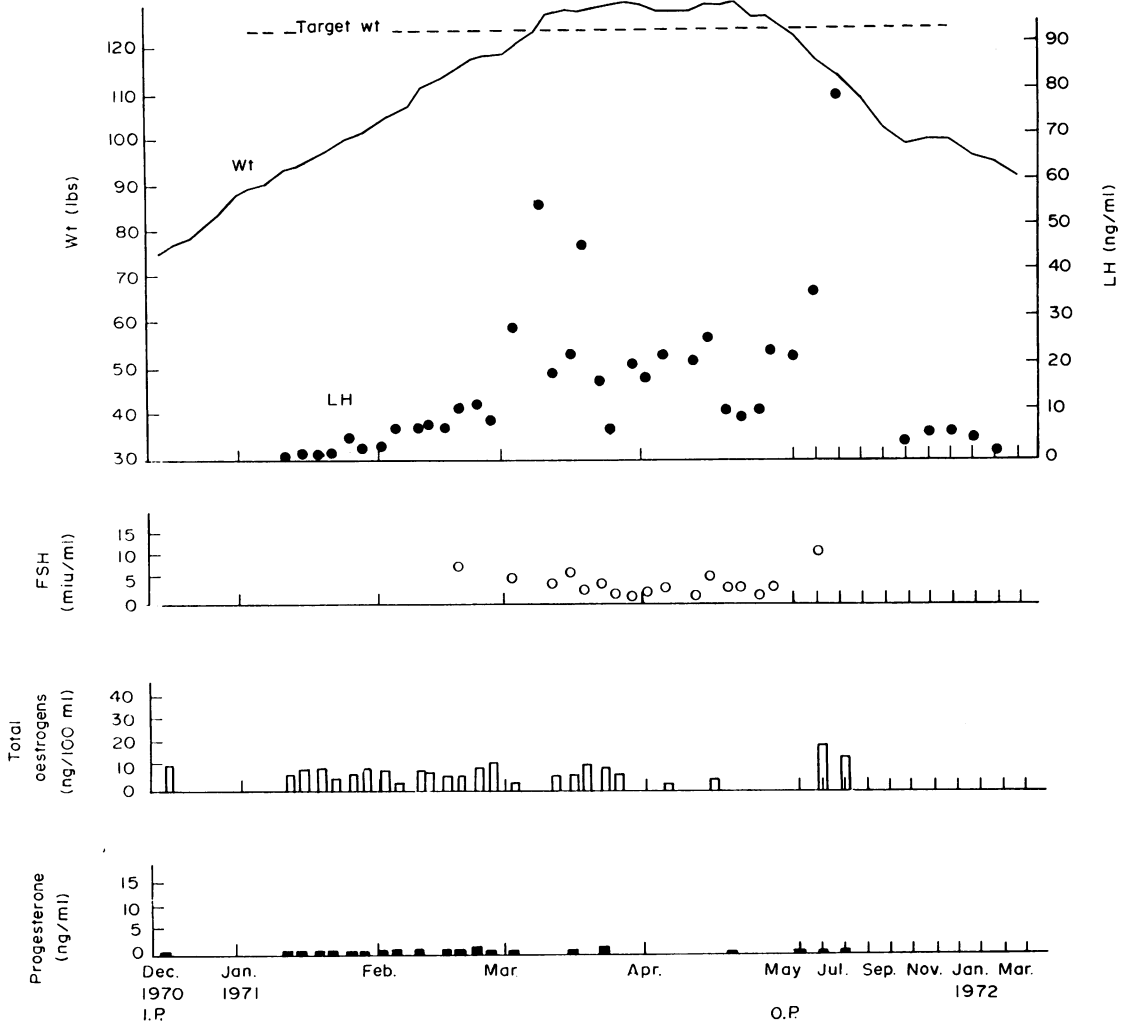 Target wt
120
110
100
90
80
70
60
50
40
30
Wt (lbs)
Wt
LH
90
80
70
60
50
40
30
20
10
0
LH (ng/ml)
15
10
5
0
FSH
(miu/ml)
40
30
20
10
0
Total
oestrogens
(ng/100 ml)
15
10
5
0
Progesterone
(ng/ml)
Dec. Jan. Feb. Mar. Apr. May Jul. Sep. Nov. Jan. Mar.
1970 1971 1972
I.P. O.P.